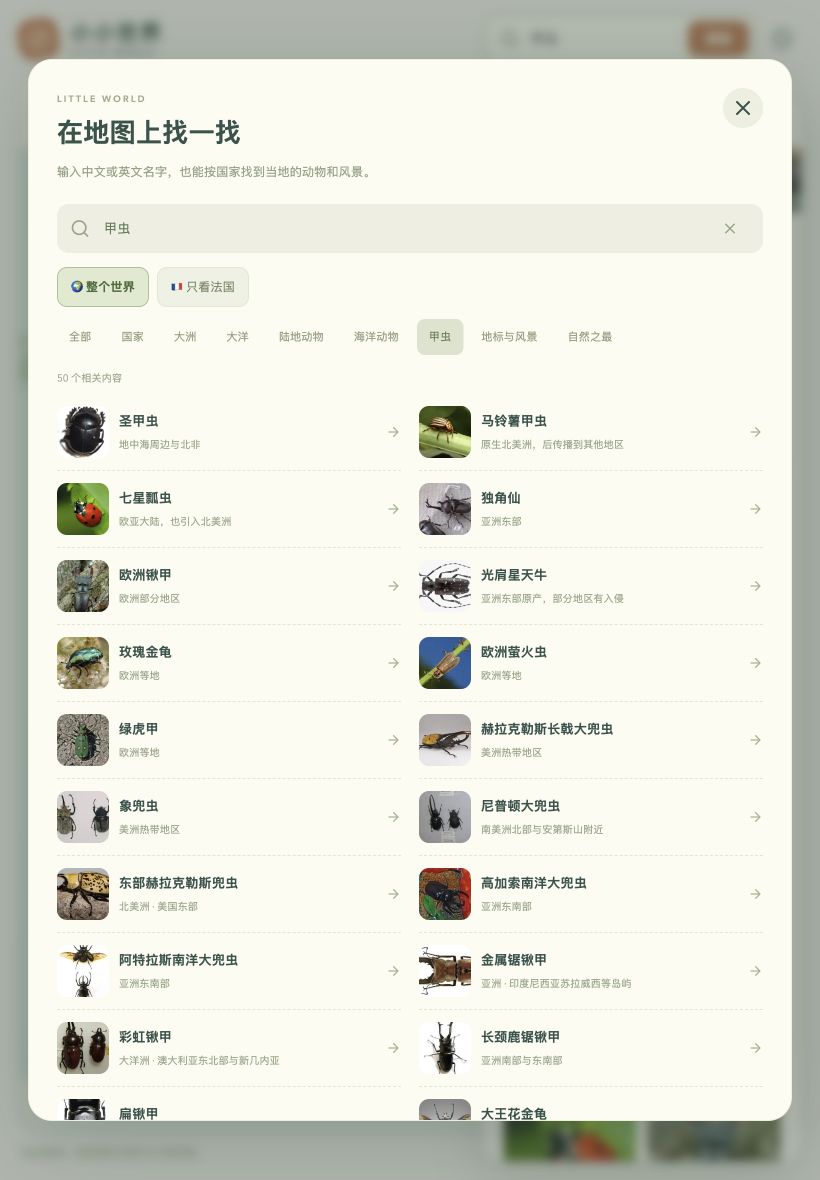 小小世界
甲虫
LITTLE WORLD
在地图上找一找
输入中文或英文名字，也能按国家找到当地的动物和风景。
甲虫
整个世界 只看法国
全部 国家 大洲 大洋 陆地动物 海洋动物 甲虫 地标与风景 自然之最
50 个相关内容
圣甲虫
地中海周边与北非
马铃薯甲虫
原生北美洲，后传播到其他地区
七星瓢虫
欧亚大陆，也引入北美洲
独角仙
亚洲东部
欧洲锹甲
欧洲部分地区
光肩星天牛
亚洲东部原产，部分地区有入侵
玫瑰金龟
欧洲等地
欧洲萤火虫
欧洲等地
绿虎甲
欧洲等地
赫拉克勒斯长戟大兜虫
美洲热带地区
象兜虫
美洲热带地区
尼普顿大兜虫
南美洲北部与安第斯山附近
东部赫拉克勒斯兜虫
北美洲 · 美国东部
高加索南洋大兜虫
亚洲东南部
阿特拉斯南洋大兜虫
亚洲东南部
金属锯锹甲
亚洲 · 印度尼西亚苏拉威西等岛屿
彩虹锹甲
大洋洲 · 澳大利亚东北部与新几内亚
长颈鹿锯锹甲
亚洲南部与东南部
扁锹甲
大王花金龟